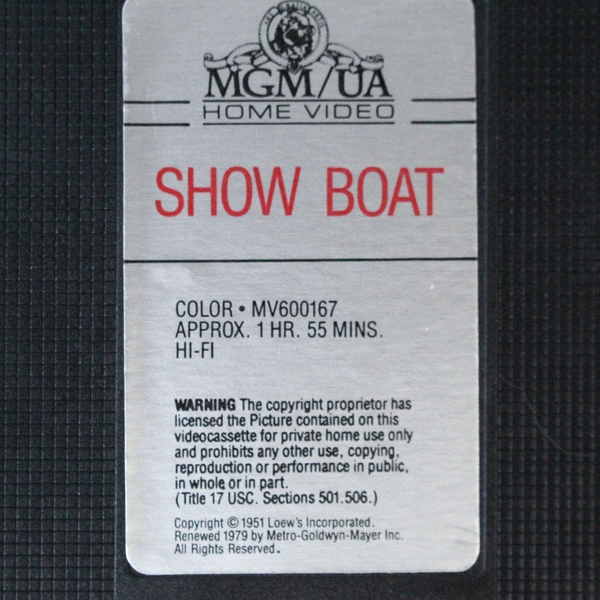 MGM/UA
HOME VIDEO
SHOW BOAT
COLOR • MV600167
APPROX. 1 HR. 55 MINS.
HI-FI
WARNING The copyright proprietor has
licensed the Picture contained on this
videocassette for private home use only
and prohibits any other use, copying,
reproduction or performance in public,
in whole or in part.
(Title 17 USC. Sections 501.506.)
Copyright © 1951 Loew's Incorporated.
Renewed 1979 by Metro-Goldwyn-Mayer Inc.
All Rights Reserved.